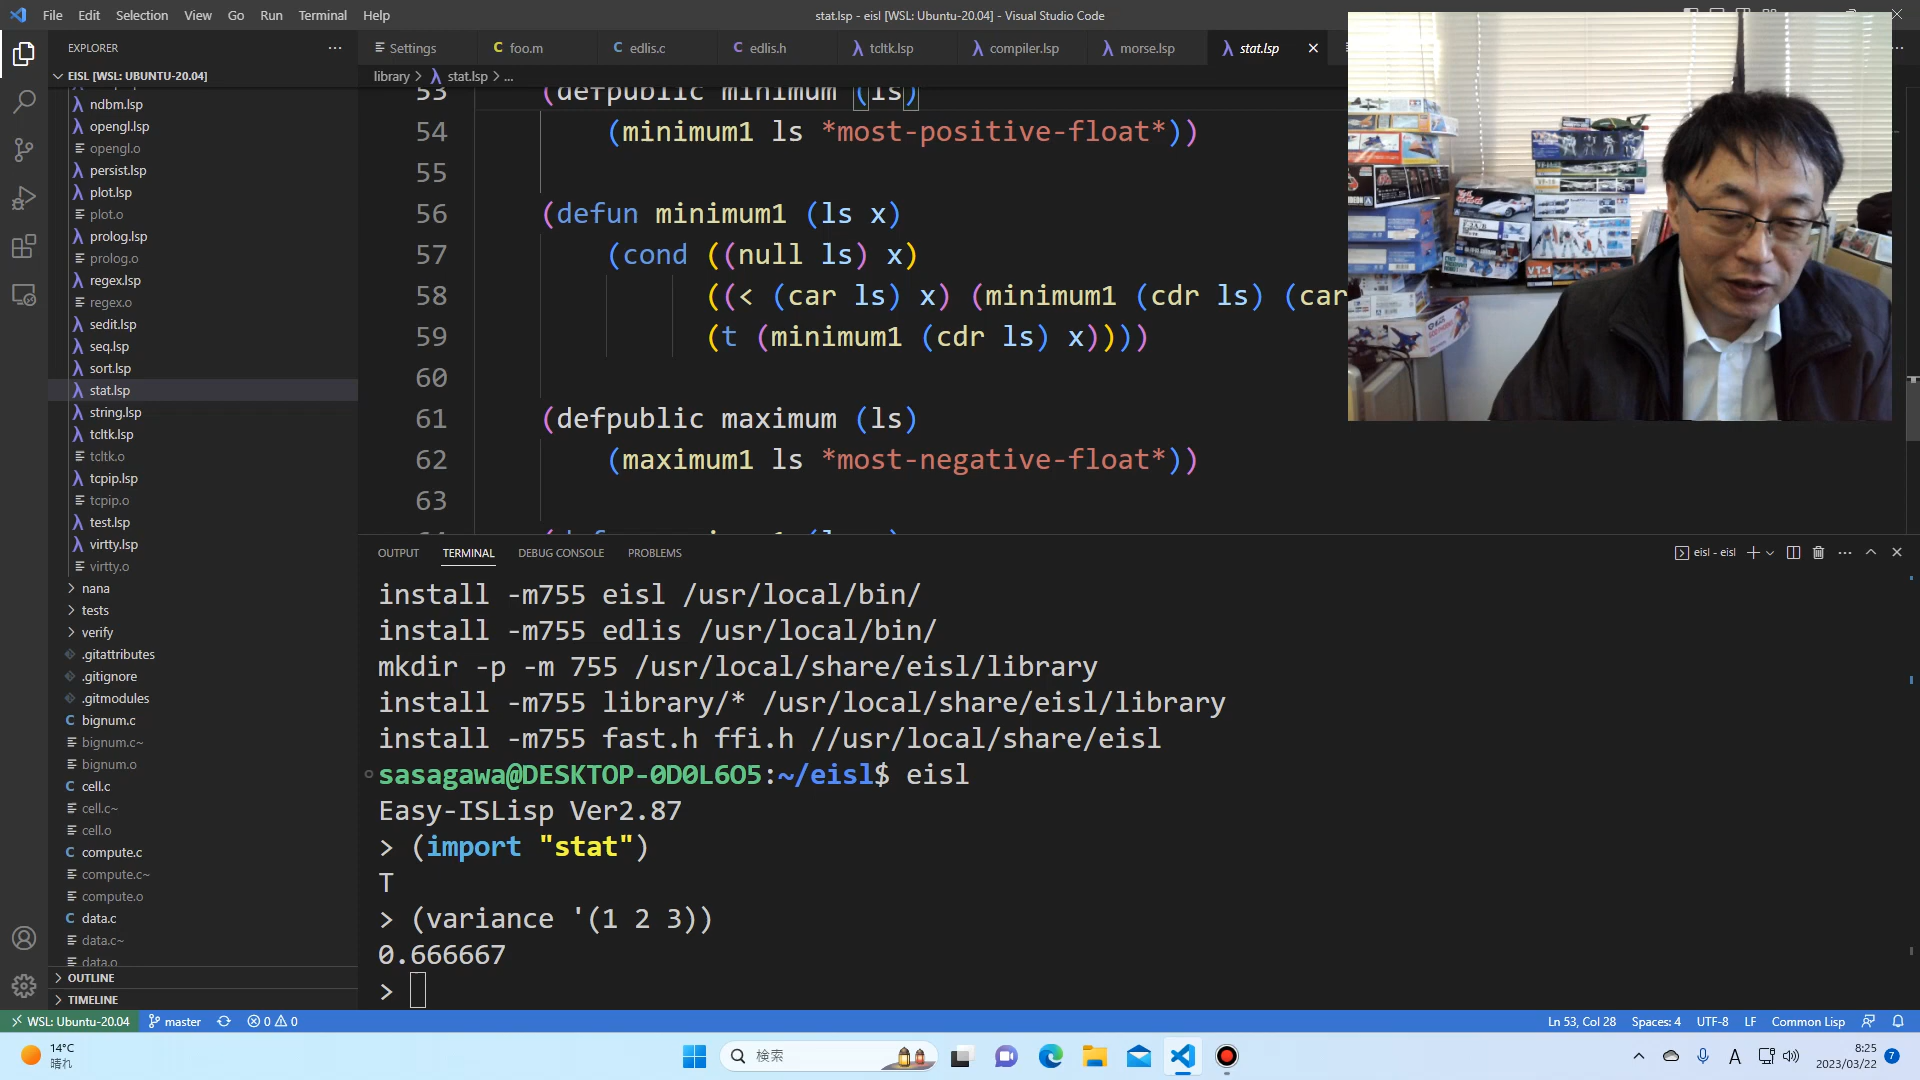 File Edit Selection View Go Run Terminal Help
stat.lsp - eisl [WSL: Ubuntu-20.04] - Visual Studio Code
EXPLORER
EISL [WSL: UBUNTU-20.04]
ndbm.lsp
opengl.lsp
opengl.o
persist.lsp
plot.lsp
plot.o
prolog.lsp
prolog.o
regex.lsp
regex.o
sedit.lsp
seq.lsp
sort.lsp
stat.lsp
string.lsp
tcltk.lsp
tcltk.o
tcpip.lsp
tcpip.o
test.lsp
virtty.lsp
virtty.o
nana
tests
verify
.gitattributes
.gitignore
.gitmodules
bignum.c
bignum.c~
bignum.o
cell.c
cell.c~
cell.o
compute.c
compute.c~
compute.o
data.c
data.c~
data.o
OUTLINE
TIMELINE
Settings foo.m edlis.c edlis.h tcltk.lsp compiler.lsp morse.lsp stat.lsp
library > stat.lsp > ...
53 (defpublic minimum (ls)
54 (minimum1 ls *most-positive-float*))
55
56 (defun minimum1 (ls x)
57 (cond ((null ls) x)
58 ((< (car ls) x) (minimum1 (cdr ls) (car
59 (t (minimum1 (cdr ls) x))))
60
61 (defpublic maximum (ls)
62 (maximum1 ls *most-negative-float*))
63
OUTPUT TERMINAL DEBUG CONSOLE PROBLEMS
eisl - eisl
install -m755 eisl /usr/local/bin/
install -m755 edlis /usr/local/bin/
mkdir -p -m 755 /usr/local/share/eisl/library
install -m755 library/* /usr/local/share/eisl/library
install -m755 fast.h ffi.h //usr/local/share/eisl
sasagawa@DESKTOP-0D0L6O5:~/eisl$ eisl
Easy-ISLisp Ver2.87
> (import "stat")
T
> (variance '(1 2 3))
0.666667
>
WSL: Ubuntu-20.04 master 0 0
Ln 53, Col 28 Spaces: 4 UTF-8 LF Common Lisp
14°C
晴れ
検索
A
8:25
2023/03/22
7